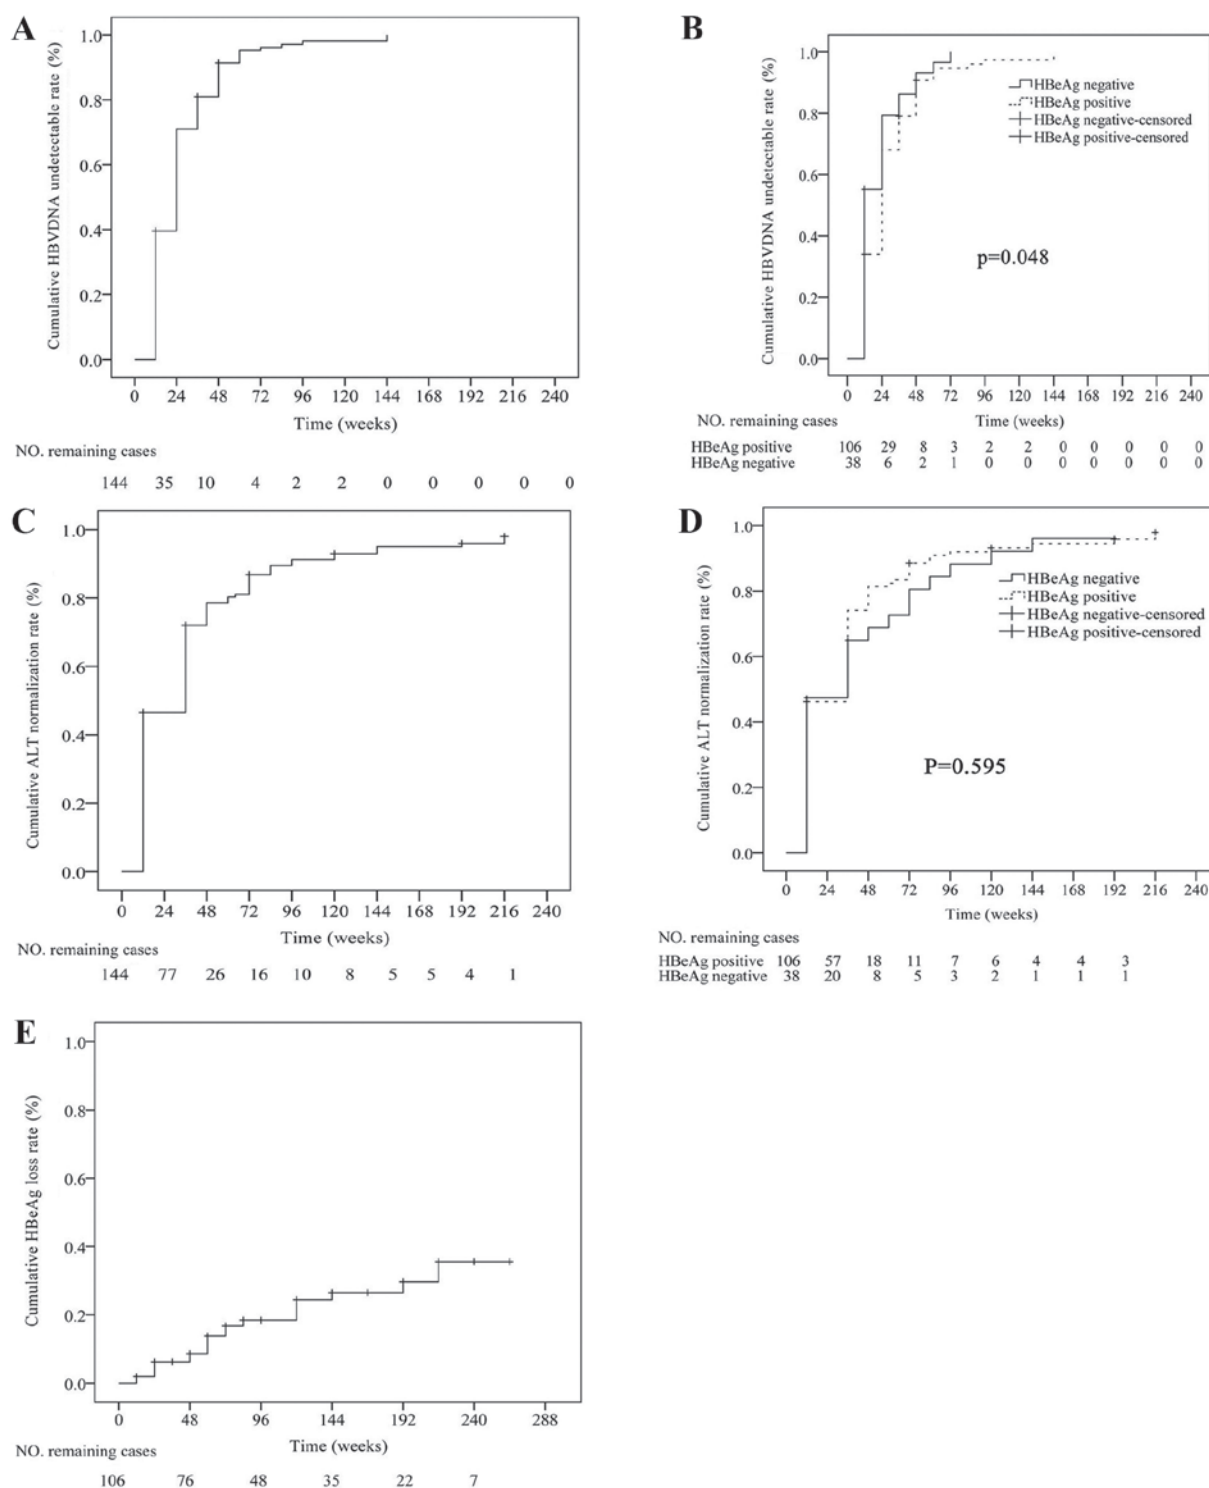 A
Cumulative HBVDNA undetectable rate (%)
1.0
0.8
0.6
0.4
0.2
0.0
0 24 48 72 96 120 144 168 192 216 240
Time (weeks)
NO. remaining cases
144 35 10 4 2 2 0 0 0 0 0
B
Cumulative HBVDNA undetectable rate (%)
1.0
0.8
0.6
0.4
0.2
0.0
HBeAg negative
HBeAg positive
HBeAg negative-censored
HBeAg positive-censored
p=0.048
0 24 48 72 96 120 144 168 192 216 240
Time (weeks)
NO. remaining cases
HBeAg positive 106 29 8 3 2 2 0 0 0 0 0
HBeAg negative 38 6 2 1 0 0 0 0 0 0 0
C
Cumulative ALT normalization rate (%)
1.0
0.8
0.6
0.4
0.2
0.0
0 24 48 72 96 120 144 168 192 216 240
Time (weeks)
NO. remaining cases
144 77 26 16 10 8 5 5 4 1
D
Cumulative ALT normalization rate (%)
1.0
0.8
0.6
0.4
0.2
0.0
HBeAg negative
HBeAg positive
HBeAg negative-censored
HBeAg positive-censored
P=0.595
0 24 48 72 96 120 144 168 192 216 240
Time (weeks)
NO. remaining cases
HBeAg positive 106 57 18 11 7 6 4 4 3
HBeAg negative 38 20 8 5 3 2 1 1 1
E
Cumulative HBeAg loss rate (%)
1.0
0.8
0.6
0.4
0.2
0.0
0 48 96 144 192 240 288
Time (weeks)
NO. remaining cases
106 76 48 35 22 7